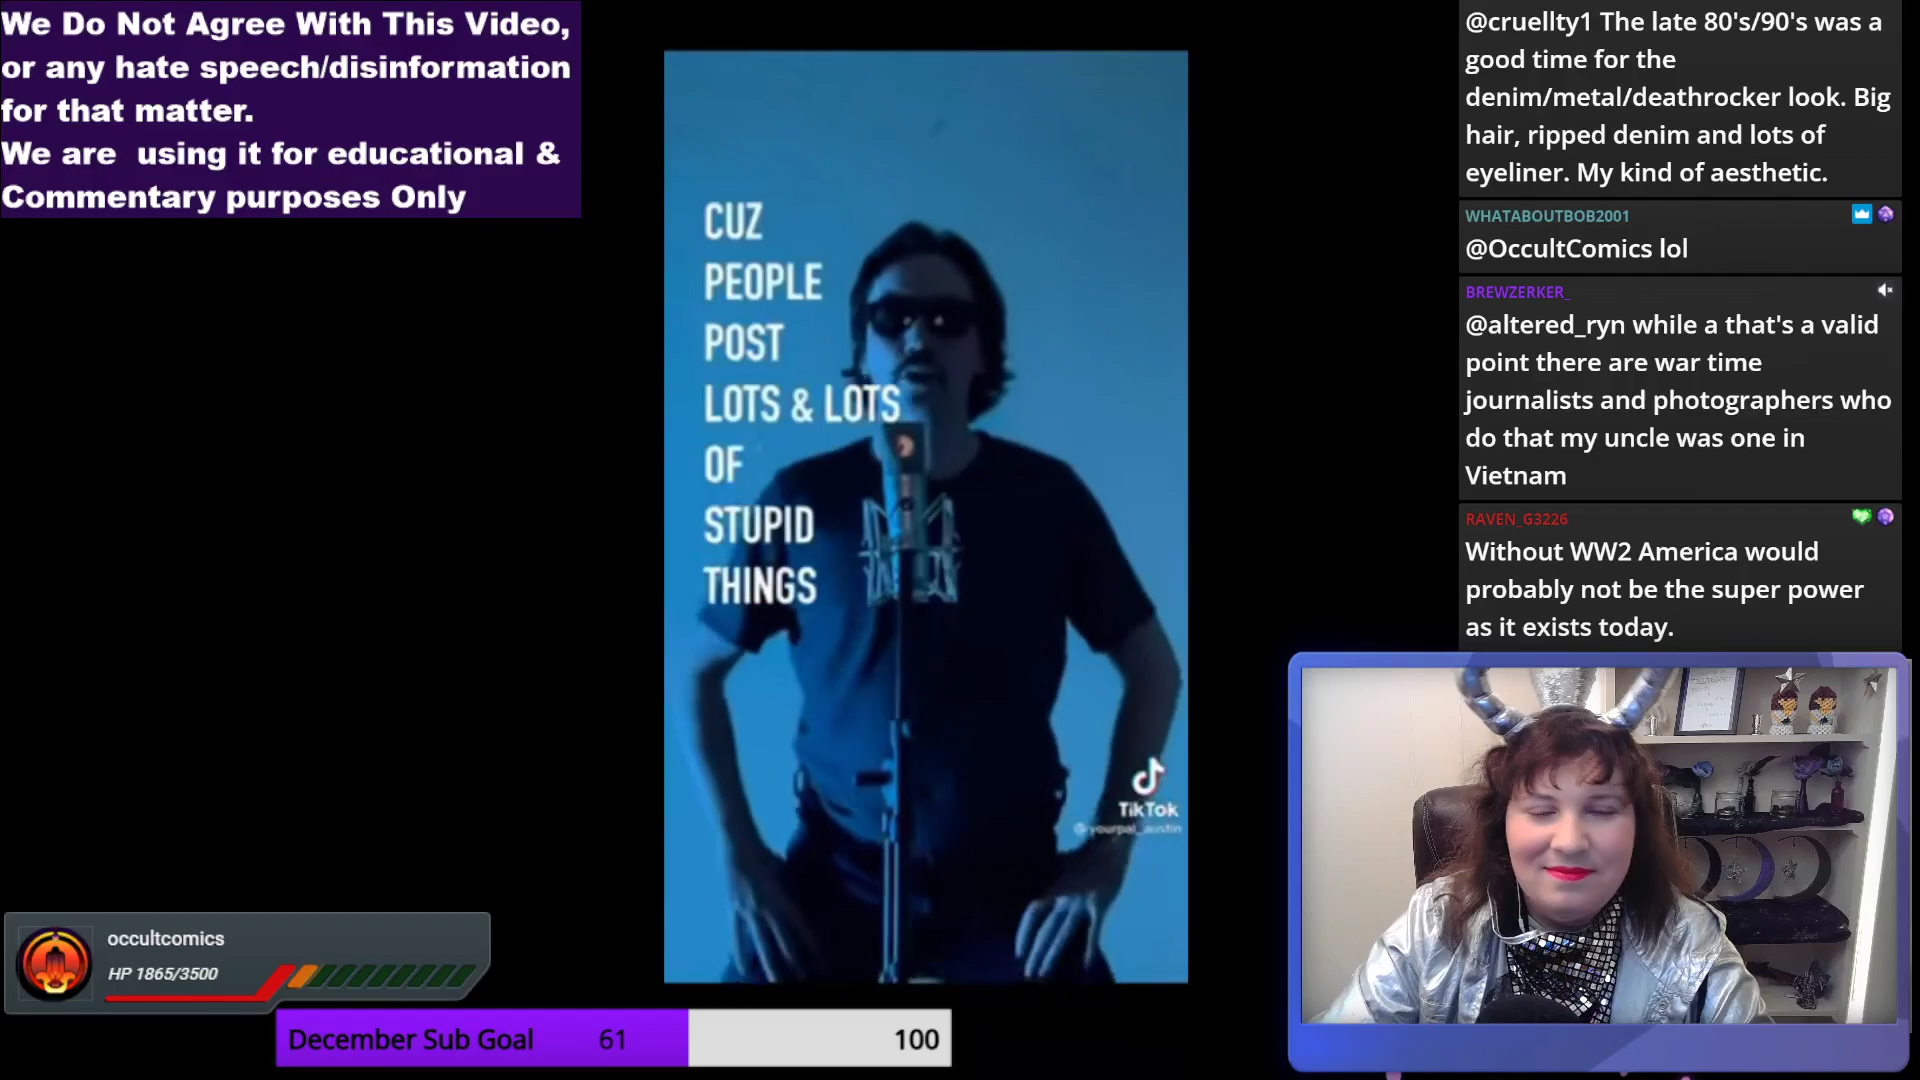 We Do Not Agree With This Video,
or any hate speech/disinformation
for that matter.
We are using it for educational &
Commentary purposes Only
CUZ
PEOPLE
POST
LOTS & LOTS
OF
STUPID
THINGS
TikTok
@yourpal_austin
@cruellty1 The late 80's/90's was a
good time for the
denim/metal/deathrocker look. Big
hair, ripped denim and lots of
eyeliner. My kind of aesthetic.
WHATABOUTBOB2001
@OccultComics lol
BREWZERKER_
@altered_ryn while a that's a valid
point there are war time
journalists and photographers who
do that my uncle was one in
Vietnam
RAVEN_G3226
Without WW2 America would
probably not be the super power
as it exists today.
occultcomics
HP 1865/3500
December Sub Goal 61 100